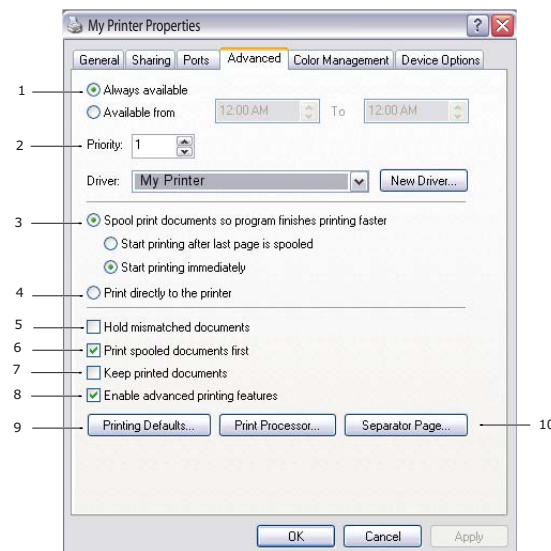 My Printer Properties
General Sharing Ports Advanced Color Management Device Options
1 Always available
Available from 12:00 AM To 12:00 AM
2 Priority: 1
Driver: My Printer New Driver...
3 Spool print documents so program finishes printing faster
Start printing after last page is spooled
Start printing immediately
4 Print directly to the printer
5 Hold mismatched documents
6 Print spooled documents first
7 Keep printed documents
8 Enable advanced printing features
9 Printing Defaults... Print Processor... Separator Page... 10
OK Cancel Apply